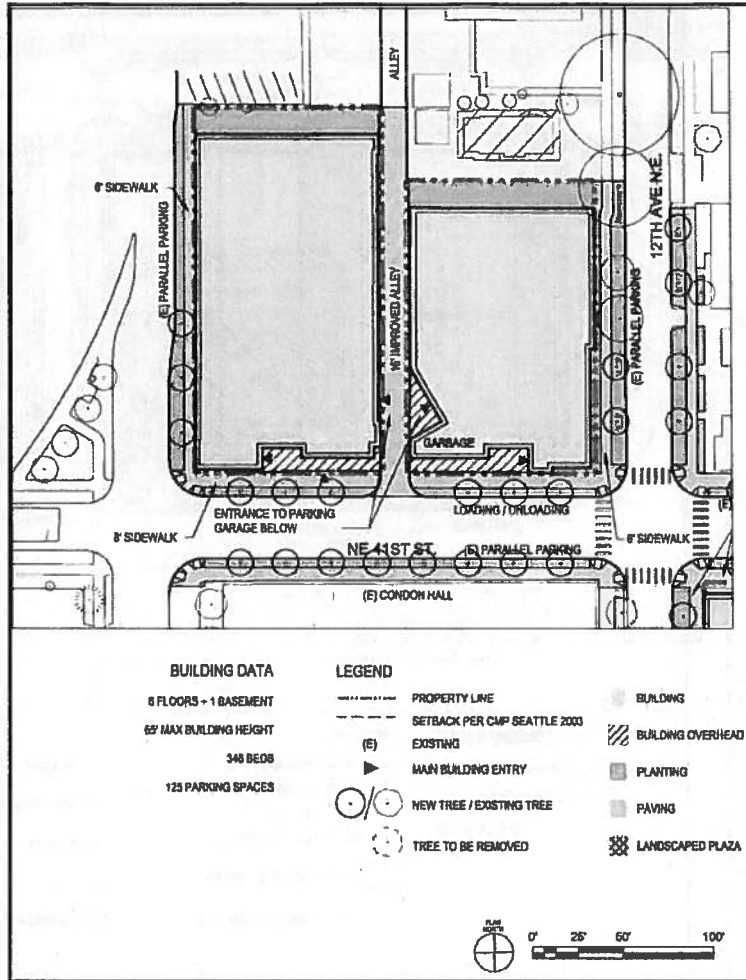 ALLEY
6' SIDEWALK
(E) PARALLEL PARKING
12TH AVE N.E.
16' IMPROVED ALLEY
(E) PARALLEL PARKING
GARBAGE
ENTRANCE TO PARKING
GARAGE BELOW
LOADING / UNLOADING
8' SIDEWALK
6' SIDEWALK
(E)
NE 41ST ST.
(E) PARALLEL PARKING
(E) CONDON HALL
BUILDING DATA
6 FLOORS + 1 BASEMENT
65' MAX BUILDING HEIGHT
346 BEDS
125 PARKING SPACES
LEGEND
PROPERTY LINE
SETBACK PER CMP SEATTLE 2003
(E) EXISTING
MAIN BUILDING ENTRY
NEW TREE / EXISTING TREE
TREE TO BE REMOVED
BUILDING
BUILDING OVERHEAD
PLANTING
PAVING
LANDSCAPED PLAZA
PLAN
NORTH
0' 25' 50' 100'